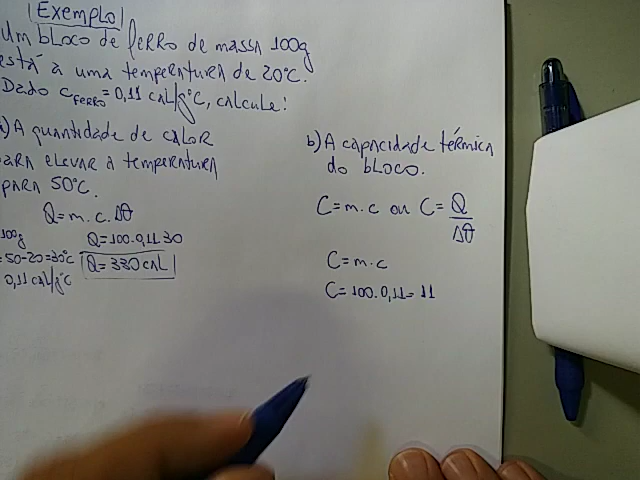 Exemplo
Um bloco de ferro de massa 100g
está a uma temperatura de 20°C.
Dado cFERRO = 0,11 cal/g°C, calcule:
a) A quantidade de calor
para elevar a temperatura
para 50°C.
Q = m.c.Δθ
100g
Q = 100.0,11.30
= 50-20 = 30°C
Q = 330 cal
0,11 cal/g°C
b) A capacidade térmica
do bloco.
C = m.c ou C = Q/Δθ
C = m.c
C = 100.0,11 = 11